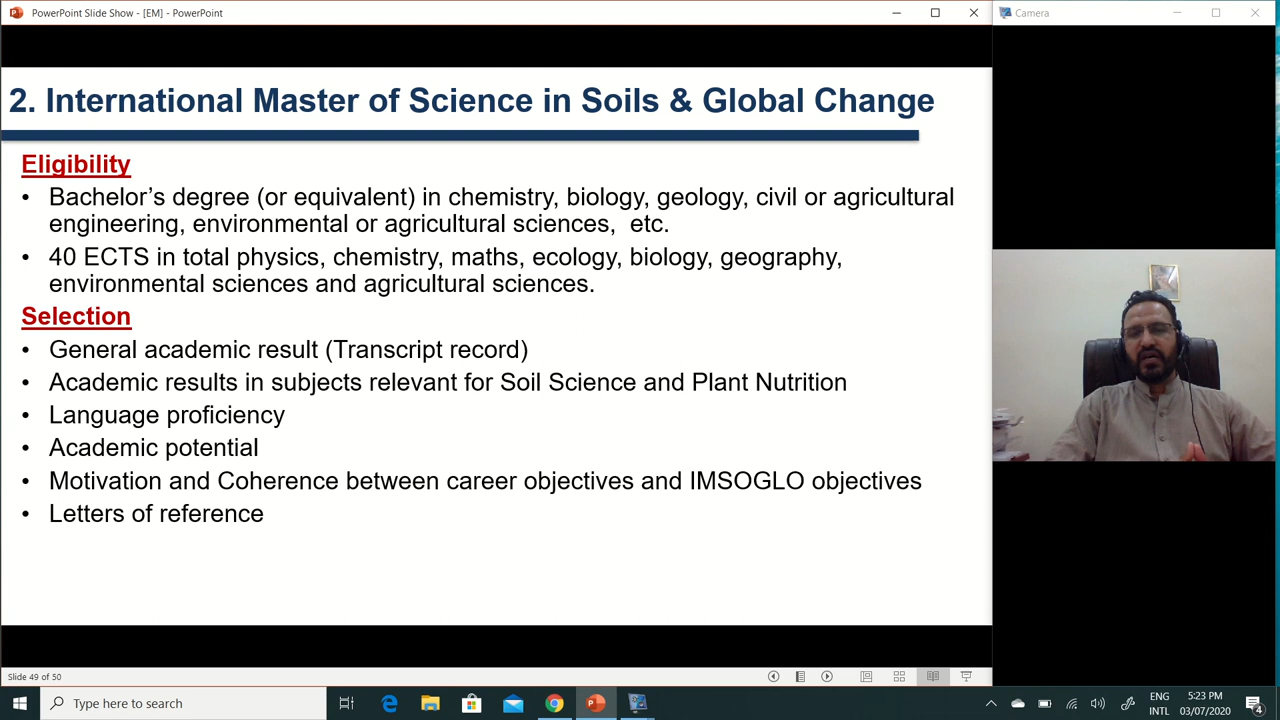 PowerPoint Slide Show - [EM] - PowerPoint
Camera
2. International Master of Science in Soils & Global Change
Eligibility
• Bachelor’s degree (or equivalent) in chemistry, biology, geology, civil or agricultural
engineering, environmental or agricultural sciences,  etc.
• 40 ECTS in total physics, chemistry, maths, ecology, biology, geography,
environmental sciences and agricultural sciences.
Selection
• General academic result (Transcript record)
• Academic results in subjects relevant for Soil Science and Plant Nutrition
• Language proficiency
• Academic potential
• Motivation and Coherence between career objectives and IMSOGLO objectives
• Letters of reference
Slide 49 of 50
Type here to search
ENG
INTL
5:23 PM
03/07/2020
4